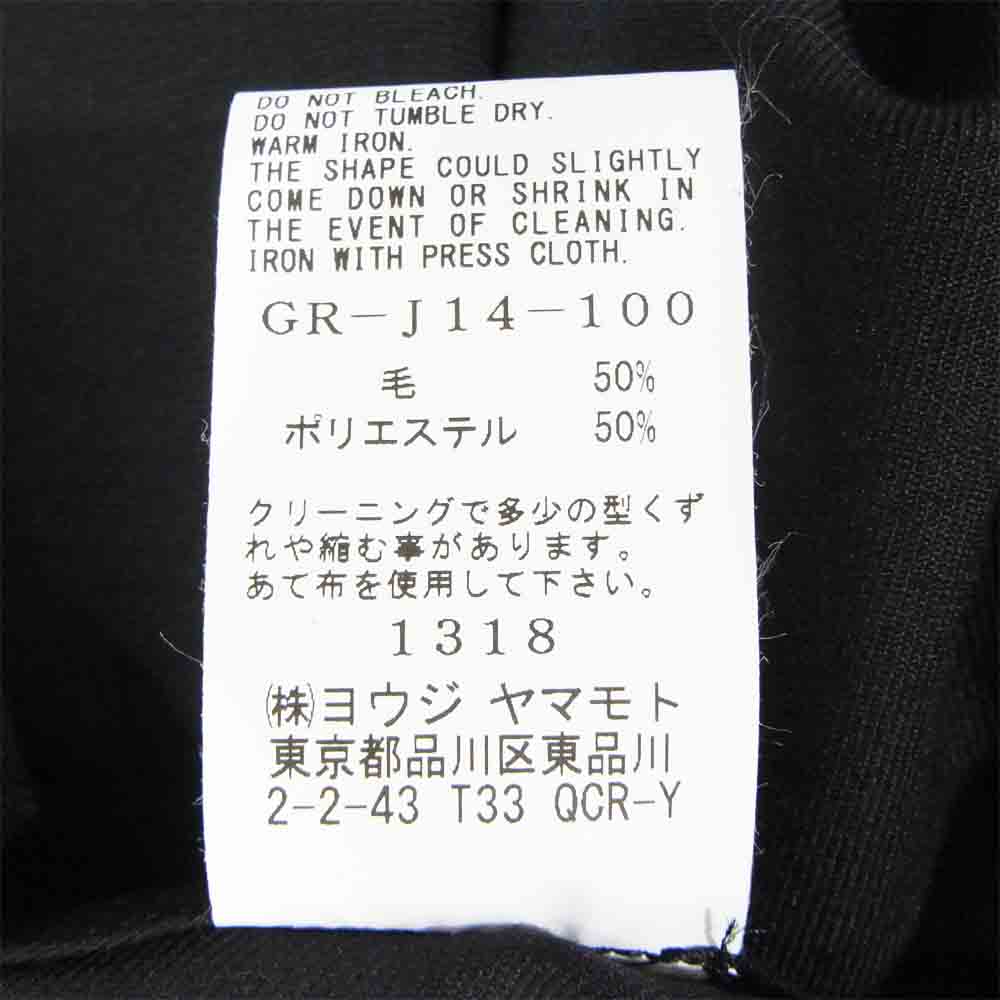 DO NOT BLEACH.
DO NOT TUMBLE DRY.
WARM IRON.
THE SHAPE COULD SLIGHTLY
COME DOWN OR SHRINK IN
THE EVENT OF CLEANING.
IRON WITH PRESS CLOTH.
GR-J14-100
毛 50%
ポリエステル 50%
クリーニングで多少の型くず
れや縮む事があります。
あて布を使用して下さい。
1318
㈱ヨウジ ヤマモト
東京都品川区東品川
2-2-43 T33 QCR-Y